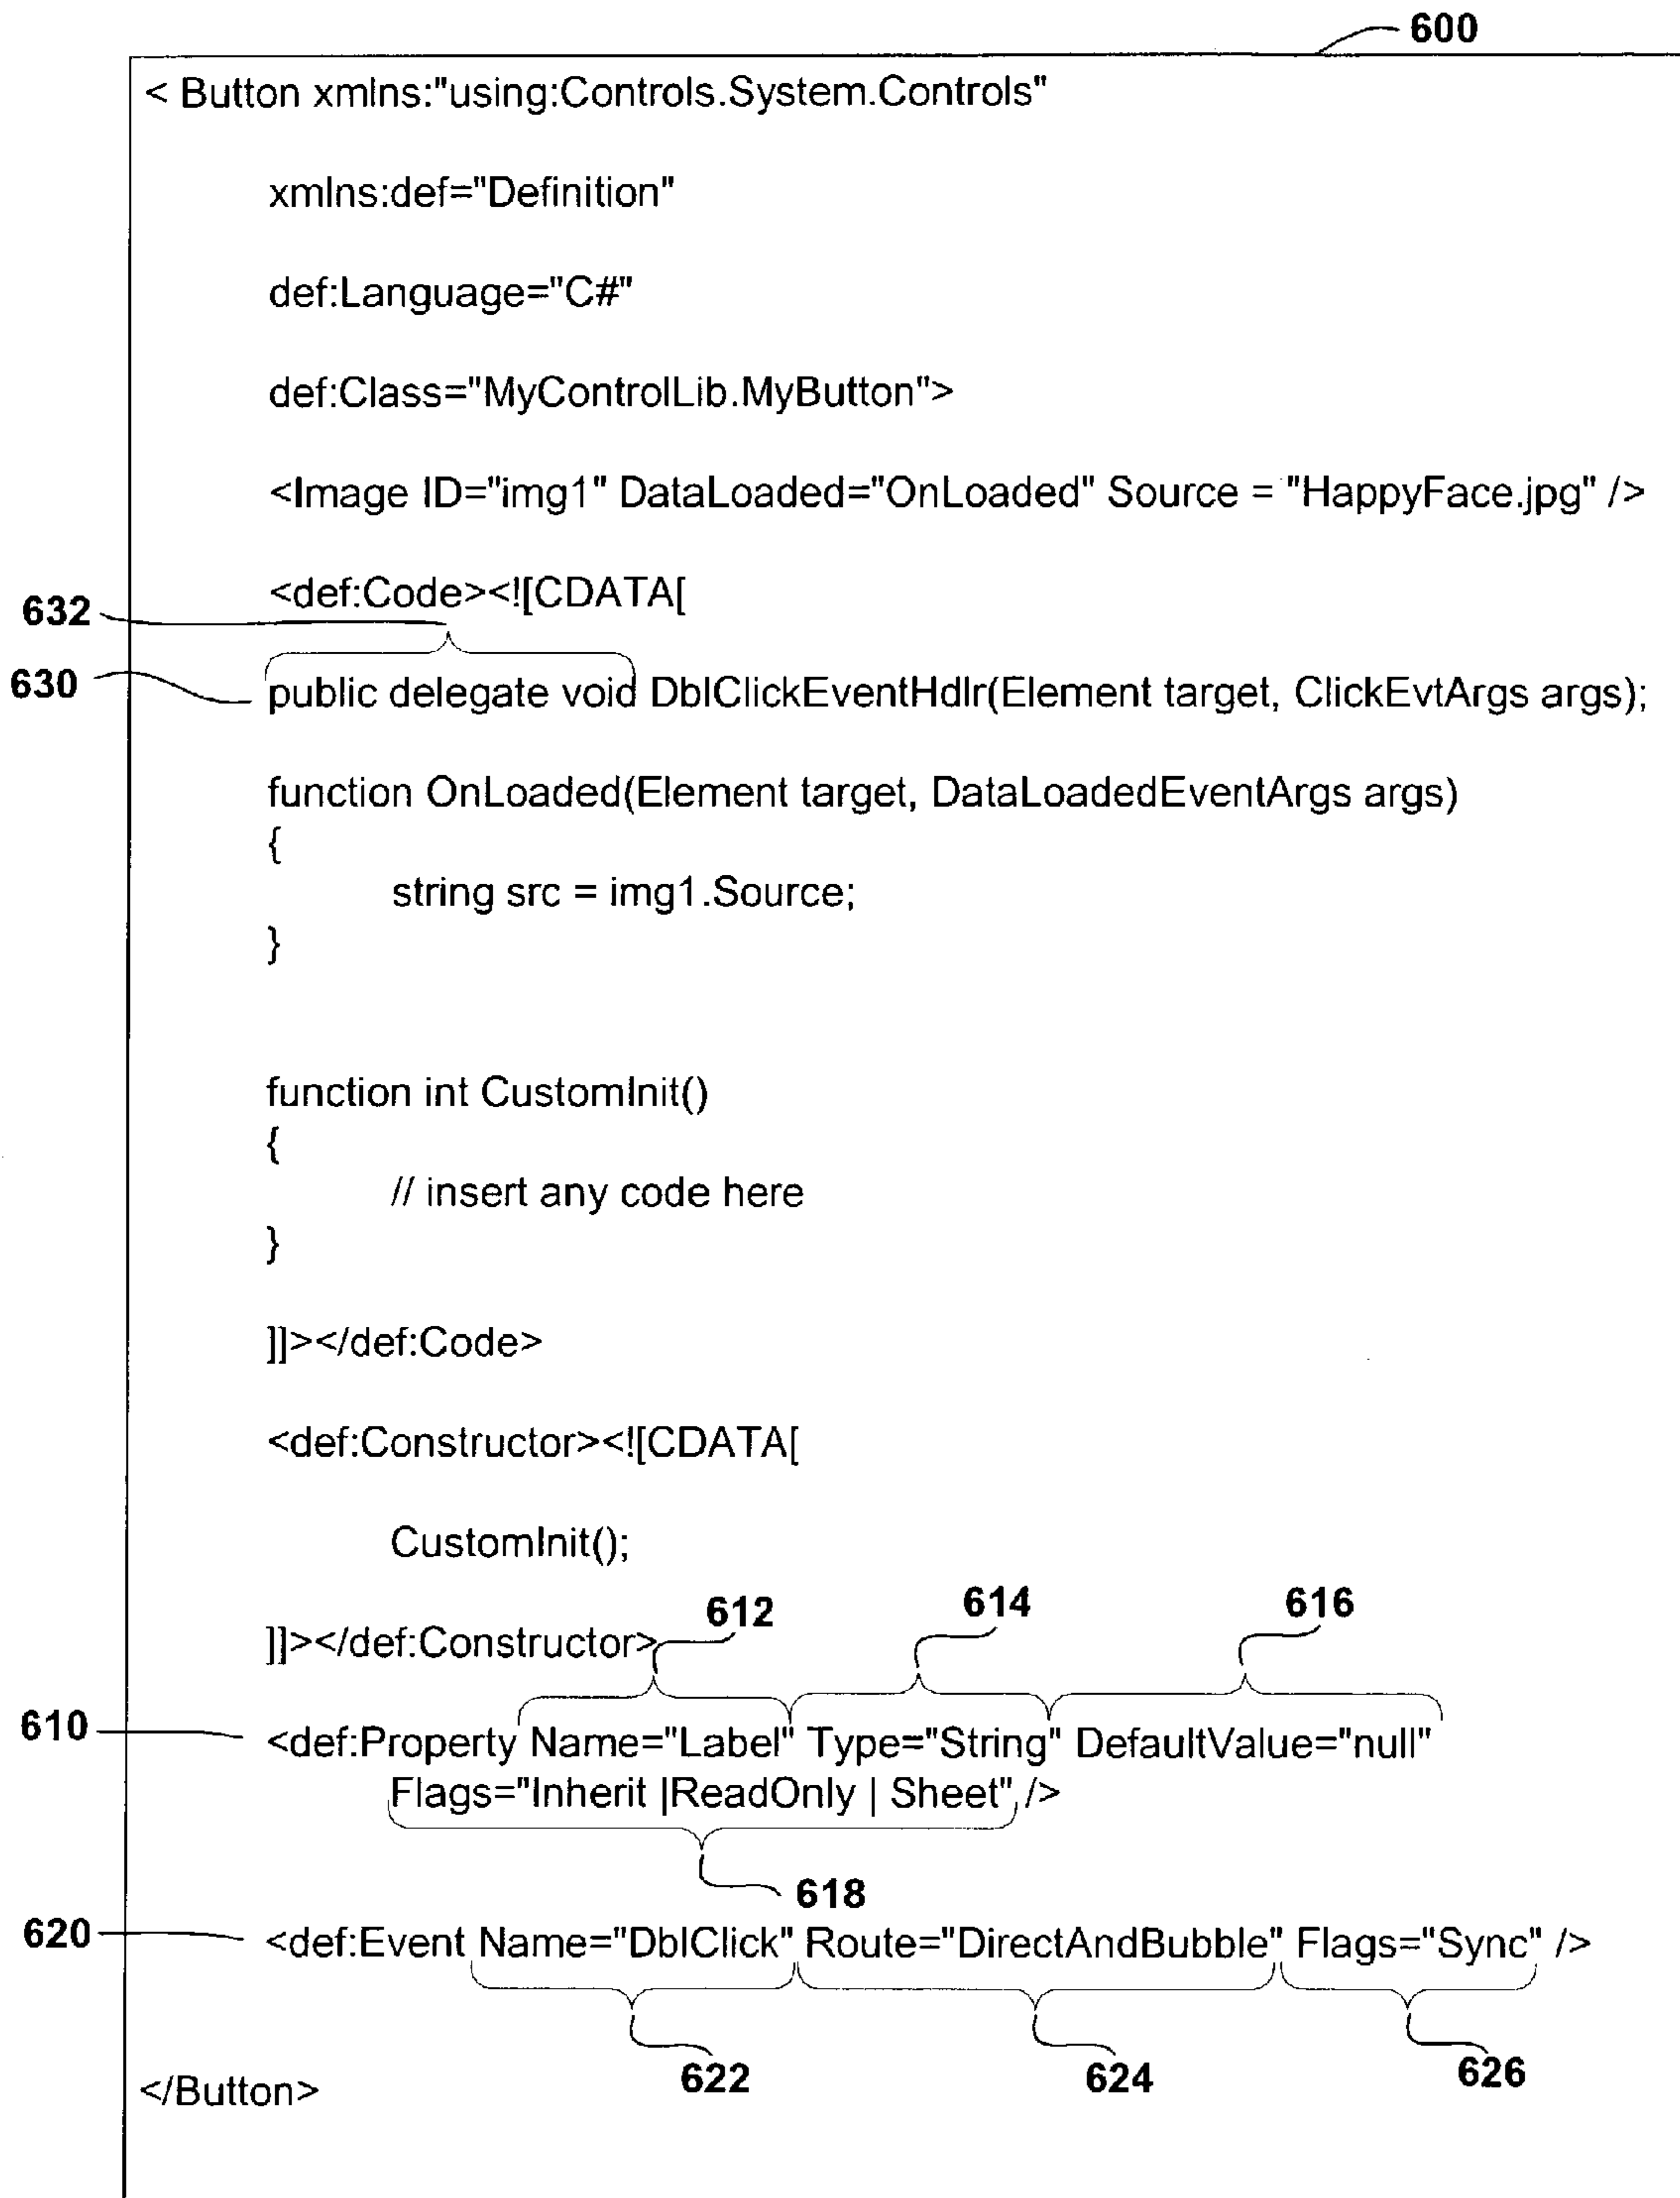 600
< Button xmlns:"using:Controls.System.Controls"
xmlns:def="Definition"
def:Language="C#"
def:Class="MyControlLib.MyButton">
<Image ID="img1" DataLoaded="OnLoaded" Source = "HappyFace.jpg" />
<def:Code><![CDATA[
632
630 public delegate void DblClickEventHdlr(Element target, ClickEvtArgs args);
function OnLoaded(Element target, DataLoadedEventArgs args)
{
string src = img1.Source;
}
function int CustomInit()
{
// insert any code here
}
]]></def:Code>
<def:Constructor><![CDATA[
CustomInit();
612 614 616
]]></def:Constructor>
610 <def:Property Name="Label" Type="String" DefaultValue="null"
Flags="Inherit |ReadOnly | Sheet" />
618
620 <def:Event Name="DblClick" Route="DirectAndBubble" Flags="Sync" />
622 624 626
</Button>